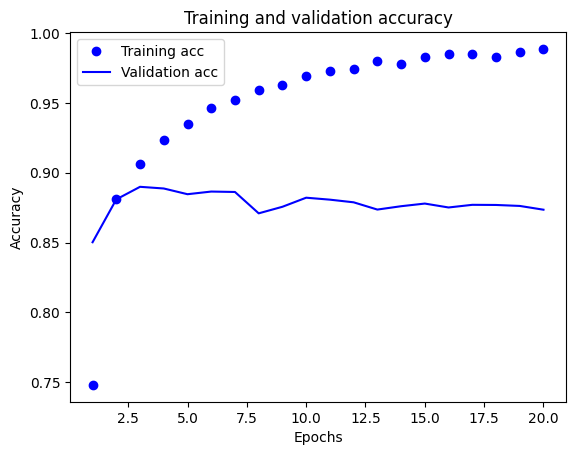 Training and validation accuracy
Training acc
Validation acc
1.00
0.95
0.90
0.85
0.80
0.75
Accuracy
2.5 5.0 7.5 10.0 12.5 15.0 17.5 20.0
Epochs